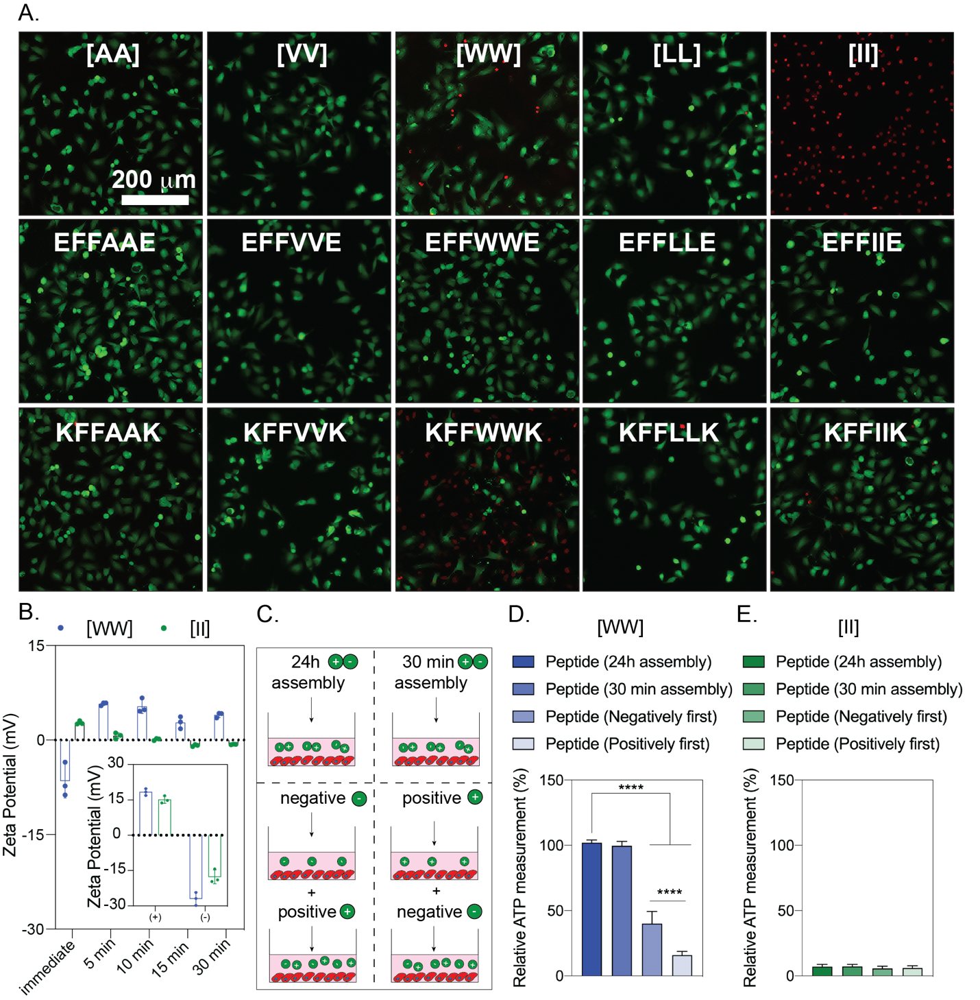 A.
[AA]
[VV]
[WW]
[LL]
[II]
200 μm
EFFAAE
EFFVVE
EFFWWE
EFFLLE
EFFIIE
KFFAAK
KFFVVK
KFFWWK
KFFLLK
KFFIIK
B.
[WW]
[II]
Zeta Potential (mV)
15
0
-15
-30
Zeta Potential (mV)
30
15
0
-15
-30
(+)
(-)
immediate
5 min
10 min
15 min
30 min
C.
24h + -
assembly
30 min + -
assembly
negative -
positive +
+
+
positive +
negative -
D.
[WW]
Peptide (24h assembly)
Peptide (30 min assembly)
Peptide (Negatively first)
Peptide (Positively first)
Relative ATP measurement (%)
150
100
50
0
****
****
E.
[II]
Peptide (24h assembly)
Peptide (30 min assembly)
Peptide (Negatively first)
Peptide (Positively first)
Relative ATP measurement (%)
150
100
50
0